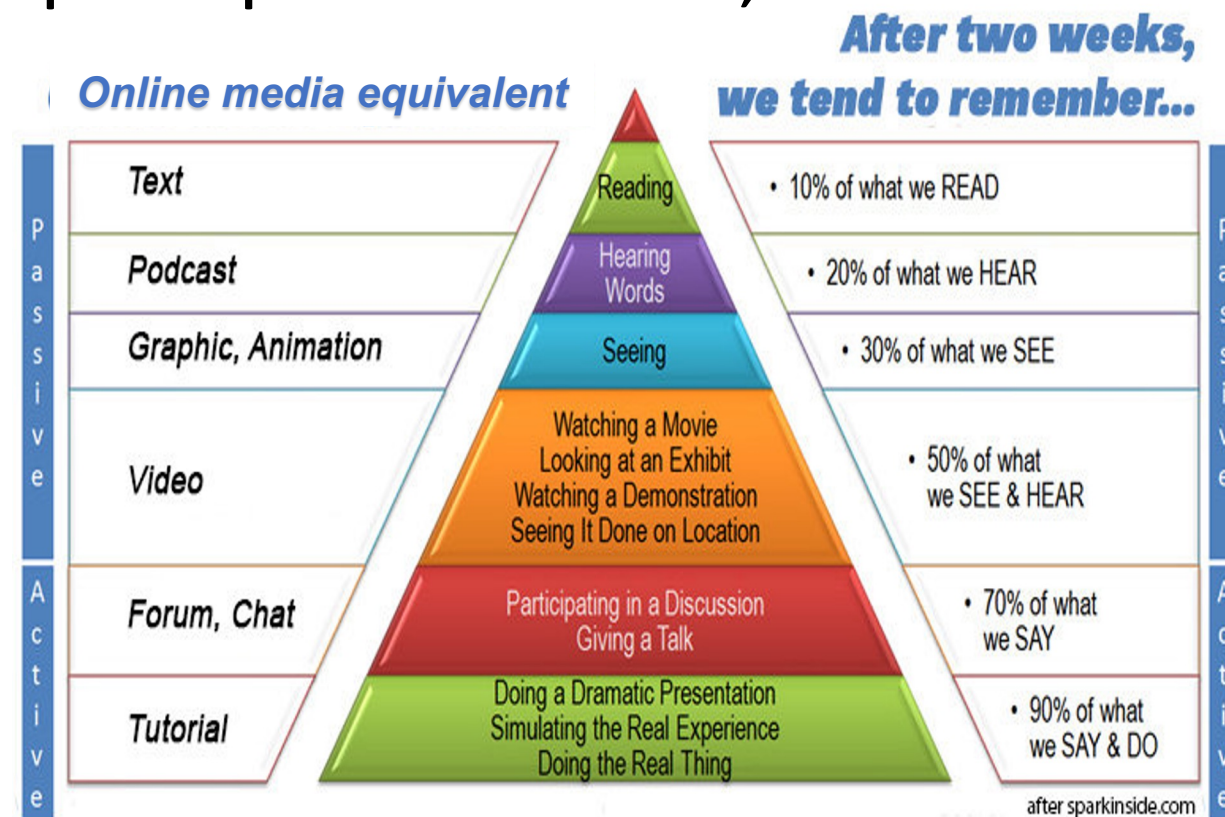 After two weeks,
we tend to remember...
Online media equivalent
Passive
Text
Reading
• 10% of what we READ
Podcast
Hearing
Words
• 20% of what we HEAR
Graphic, Animation
Seeing
• 30% of what we SEE
Video
Watching a Movie
Looking at an Exhibit
Watching a Demonstration
Seeing It Done on Location
• 50% of what
we SEE & HEAR
Active
Forum, Chat
Participating in a Discussion
Giving a Talk
• 70% of what
we SAY
Tutorial
Doing a Dramatic Presentation
Simulating the Real Experience
Doing the Real Thing
• 90% of what
we SAY & DO
after sparkinside.com